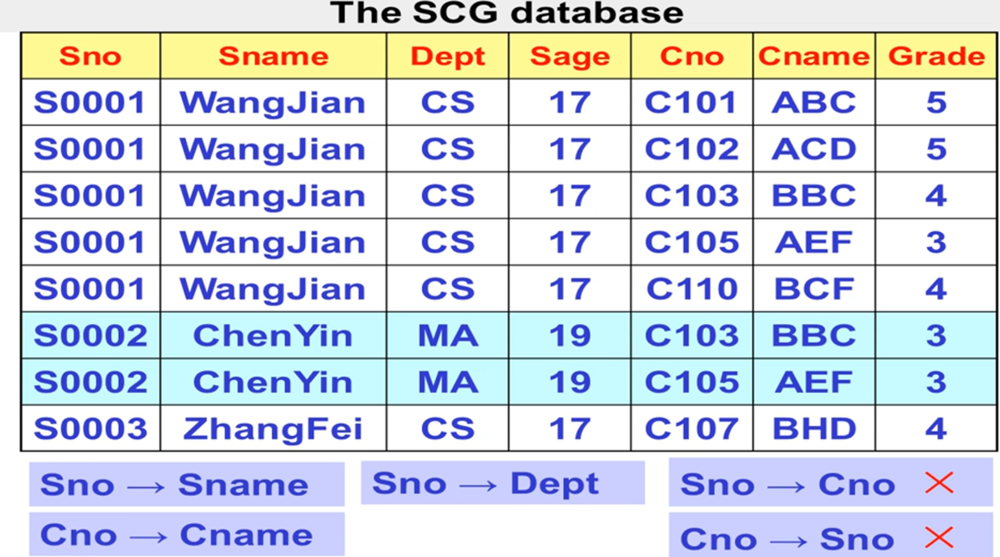 The SCG database
Sno Sname Dept Sage Cno Cname Grade
S0001 WangJian CS 17 C101 ABC 5
S0001 WangJian CS 17 C102 ACD 5
S0001 WangJian CS 17 C103 BBC 4
S0001 WangJian CS 17 C105 AEF 3
S0001 WangJian CS 17 C110 BCF 4
S0002 ChenYin MA 19 C103 BBC 3
S0002 ChenYin MA 19 C105 AEF 3
S0003 ZhangFei CS 17 C107 BHD 4
Sno → Sname Sno → Dept Sno → Cno ×
Cno → Cname Cno → Sno ×